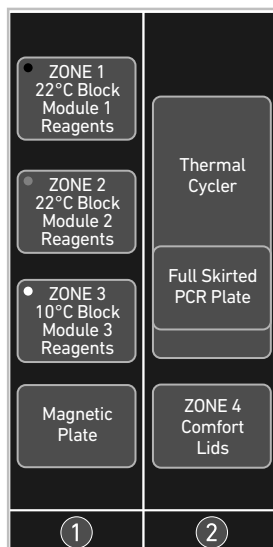 ZONE 1
22°C Block
Module 1
Reagents
ZONE 2
22°C Block
Module 2
Reagents
ZONE 3
10°C Block
Module 3
Reagents
Magnetic
Plate
1
Thermal
Cycler
Full Skirted
PCR Plate
ZONE 4
Comfort
Lids
2